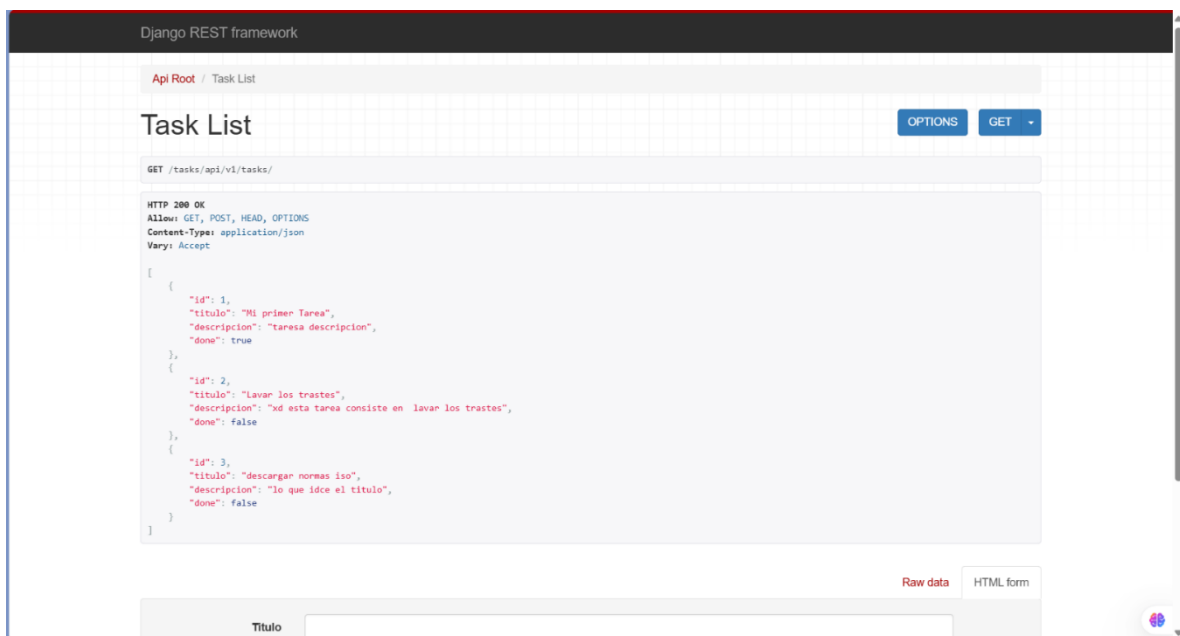 Django REST framework
Api Root / Task List
Task List
OPTIONS
GET
GET /tasks/api/v1/tasks/
HTTP 200 OK
Allow: GET, POST, HEAD, OPTIONS
Content-Type: application/json
Vary: Accept
[
{
"id": 1,
"titulo": "Mi primer Tarea",
"descripcion": "taresa descripcion",
"done": true
},
{
"id": 2,
"titulo": "Lavar los trastes",
"descripcion": "xd esta tarea consiste en  lavar los trastes",
"done": false
},
{
"id": 3,
"titulo": "descargar normas iso",
"descripcion": "lo que idce el titulo",
"done": false
}
]
Raw data
HTML form
Titulo